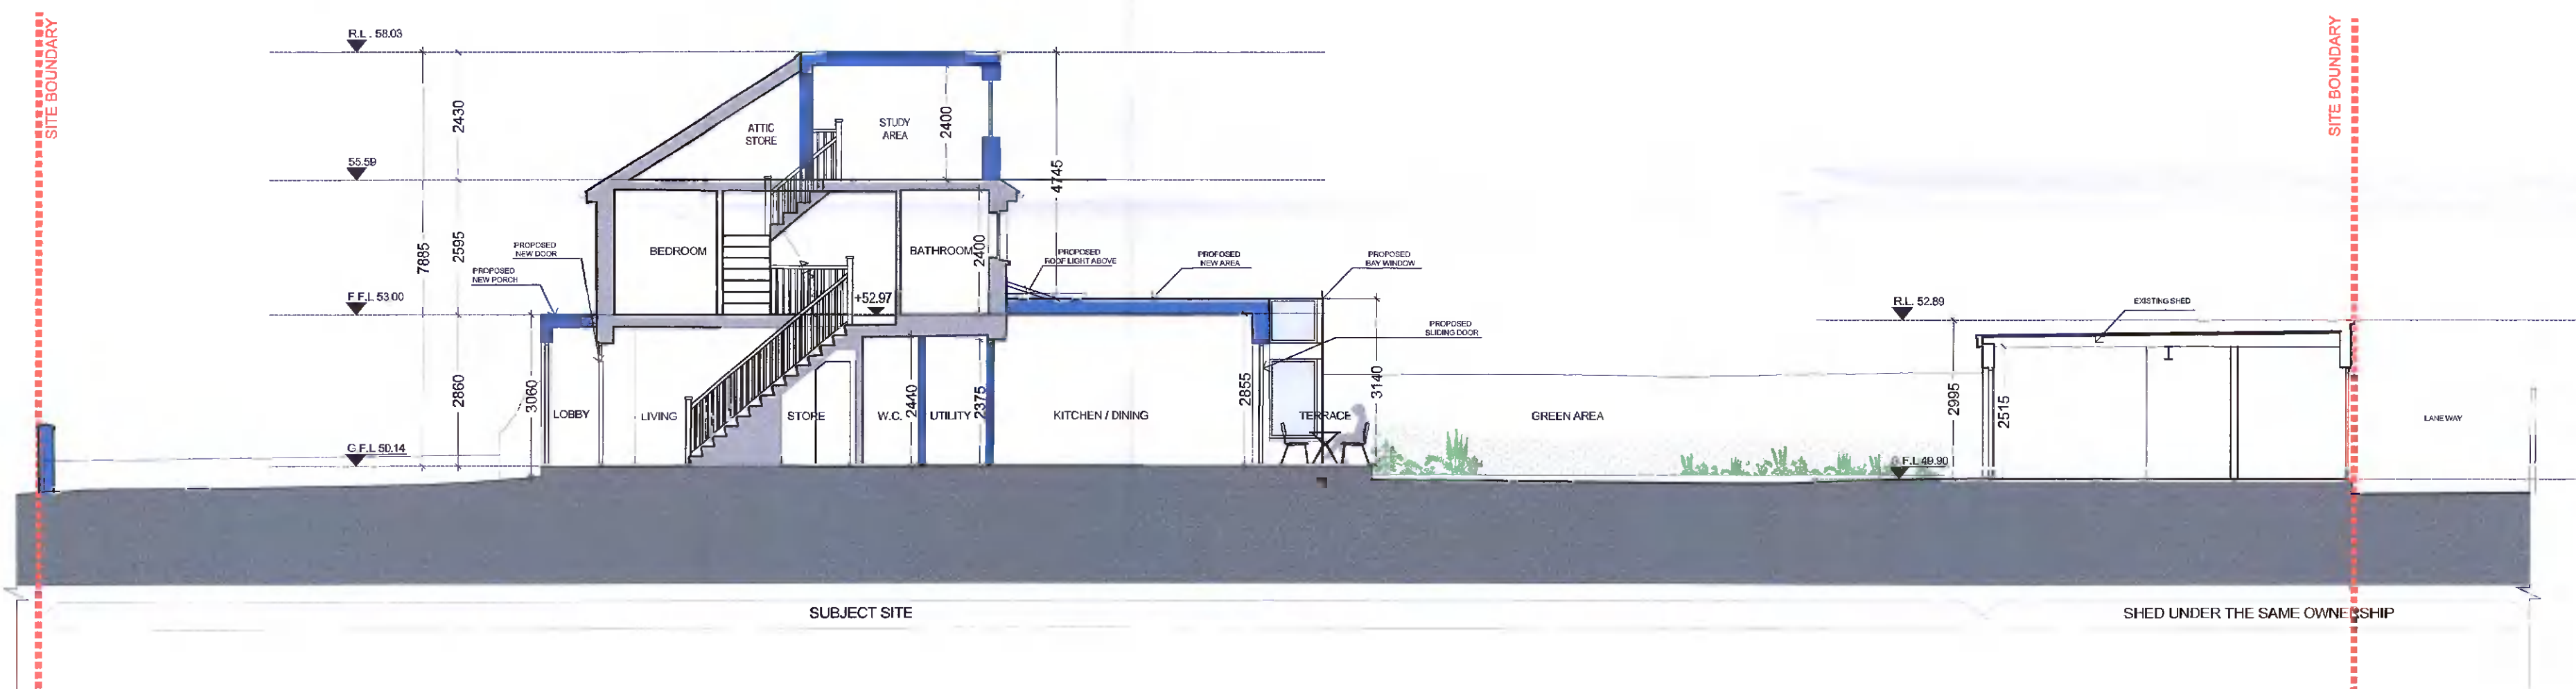 SITE BOUNDARY
R.L. 58.03
2430
ATTIC
STORE
STUDY
AREA
2400
4745
55.59
7885
2595
PROPOSED
NEW DOOR
PROPOSED
NEW PORCH
BEDROOM
BATHROOM
2400
PROPOSED
ROOF LIGHT ABOVE
PROPOSED
NEW AREA
PROPOSED
BAY WINDOW
F.F.L 53.00
+52.97
PROPOSED
SLIDING DOOR
2860
3060
LOBBY
LIVING
STORE
W.C.
2440
UTILITY
2375
KITCHEN / DINING
2855
TERRACE
3140
GREEN AREA
G.F.L 50.14
R.L. 52.89
EXISTING SHED
2995
2515
G.F.L 49.90
SITE BOUNDARY
LANE WAY
SUBJECT SITE
SHED UNDER THE SAME OWNERSHIP